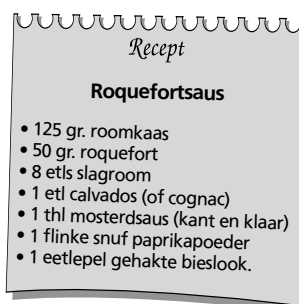 Recept
Roquefortsaus
• 125 gr. roomkaas
• 50 gr. roquefort
• 8 etls slagroom
• 1 etl calvados (of cognac)
• 1 thl mosterdsaus (kant en klaar)
• 1 flinke snuf paprikapoeder
• 1 eetlepel gehakte bieslook.